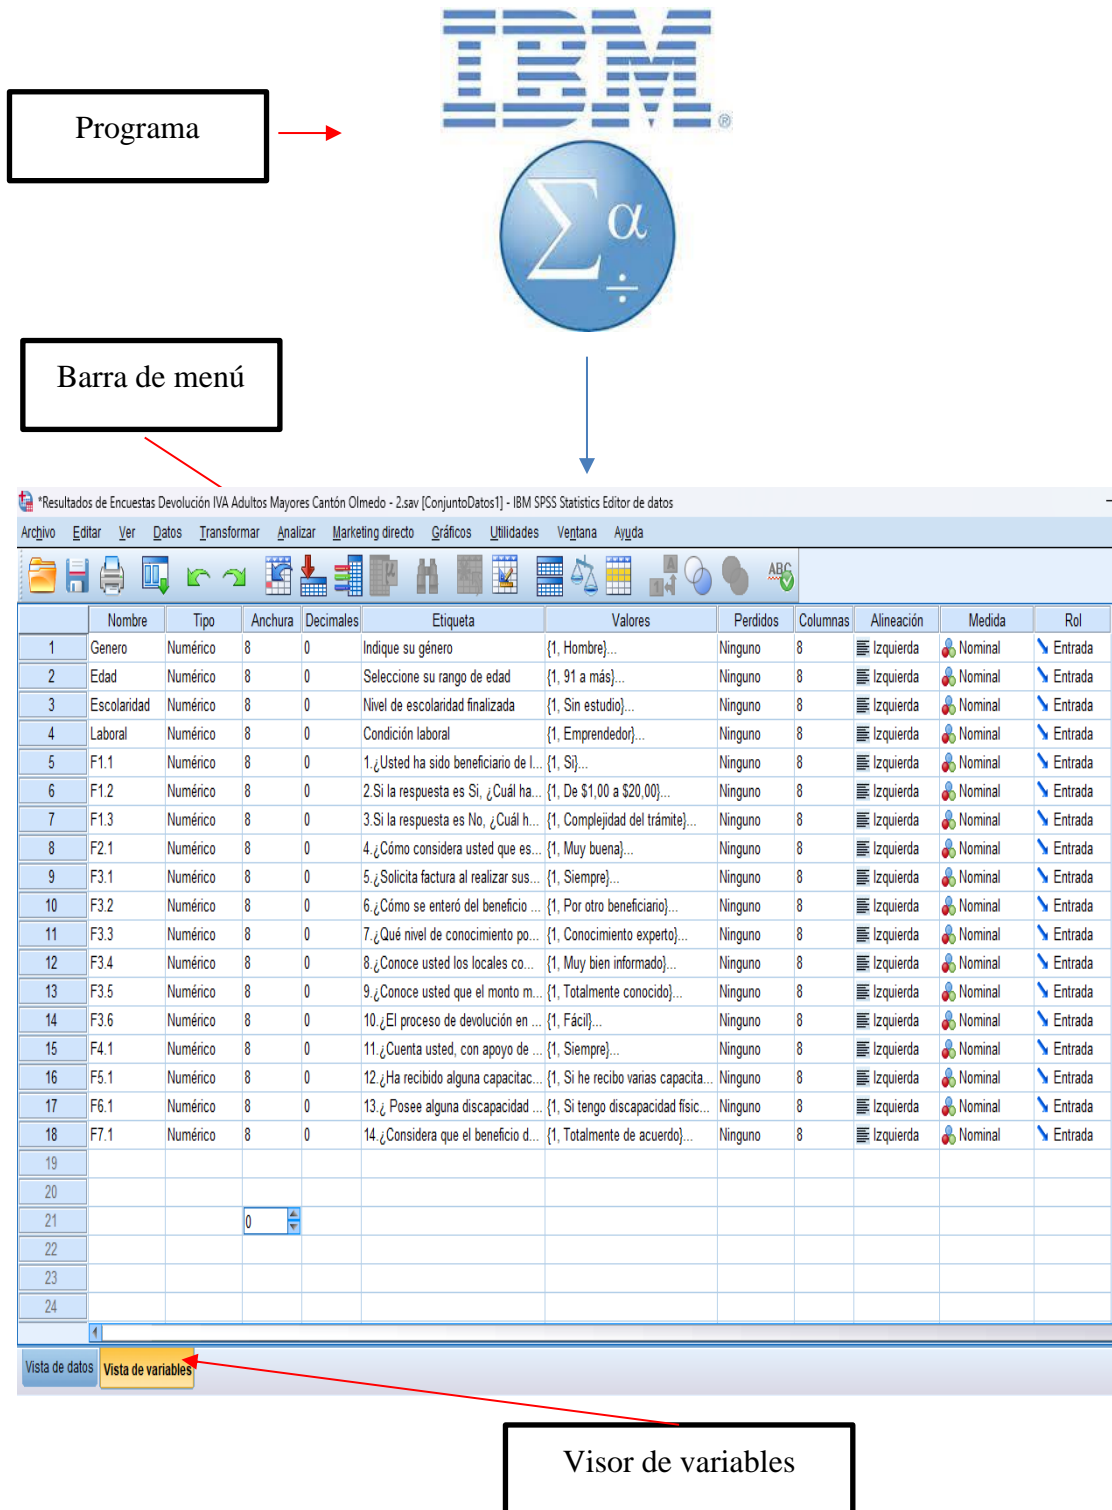 IBM®
Programa
Σ α ÷
Barra de menú
*Resultados de Encuestas Devolución IVA Adultos Mayores Cantón Olmedo - 2.sav [ConjuntoDatos1] - IBM SPSS Statistics Editor de datos
Archivo Editar Ver Datos Transformar Analizar Marketing directo Gráficos Utilidades Ventana Ayuda
Nombre Tipo Anchura Decimales Etiqueta Valores Perdidos Columnas Alineación Medida Rol
1 Genero Numérico 8 0 Indique su género {1, Hombre}... Ninguno 8 Izquierda Nominal Entrada
2 Edad Numérico 8 0 Seleccione su rango de edad {1, 91 a más}... Ninguno 8 Izquierda Nominal Entrada
3 Escolaridad Numérico 8 0 Nivel de escolaridad finalizada {1, Sin estudio}... Ninguno 8 Izquierda Nominal Entrada
4 Laboral Numérico 8 0 Condición laboral {1, Emprendedor}... Ninguno 8 Izquierda Nominal Entrada
5 F1.1 Numérico 8 0 1.¿Usted ha sido beneficiario de l... {1, Si}... Ninguno 8 Izquierda Nominal Entrada
6 F1.2 Numérico 8 0 2.Si la respuesta es Si, ¿Cuál ha... {1, De $1,00 a $20,00}... Ninguno 8 Izquierda Nominal Entrada
7 F1.3 Numérico 8 0 3.Si la respuesta es No, ¿Cuál h... {1, Complejidad del trámite}... Ninguno 8 Izquierda Nominal Entrada
8 F2.1 Numérico 8 0 4.¿Cómo considera usted que es... {1, Muy buena}... Ninguno 8 Izquierda Nominal Entrada
9 F3.1 Numérico 8 0 5.¿Solicita factura al realizar sus... {1, Siempre}... Ninguno 8 Izquierda Nominal Entrada
10 F3.2 Numérico 8 0 6.¿Cómo se enteró del beneficio ... {1, Por otro beneficiario}... Ninguno 8 Izquierda Nominal Entrada
11 F3.3 Numérico 8 0 7.¿Qué nivel de conocimiento po... {1, Conocimiento experto}... Ninguno 8 Izquierda Nominal Entrada
12 F3.4 Numérico 8 0 8.¿Conoce usted los locales co... {1, Muy bien informado}... Ninguno 8 Izquierda Nominal Entrada
13 F3.5 Numérico 8 0 9.¿Conoce usted que el monto m... {1, Totalmente conocido}... Ninguno 8 Izquierda Nominal Entrada
14 F3.6 Numérico 8 0 10.¿El proceso de devolución en ... {1, Fácil}... Ninguno 8 Izquierda Nominal Entrada
15 F4.1 Numérico 8 0 11.¿Cuenta usted, con apoyo de ... {1, Siempre}... Ninguno 8 Izquierda Nominal Entrada
16 F5.1 Numérico 8 0 12.¿Ha recibido alguna capacitac... {1, Si he recibo varias capacita... Ninguno 8 Izquierda Nominal Entrada
17 F6.1 Numérico 8 0 13.¿ Posee alguna discapacidad ... {1, Si tengo discapacidad físic... Ninguno 8 Izquierda Nominal Entrada
18 F7.1 Numérico 8 0 14.¿Considera que el beneficio d... {1, Totalmente de acuerdo}... Ninguno 8 Izquierda Nominal Entrada
19
20
21 0
22
23
24
Vista de datos Vista de variables
Visor de variables